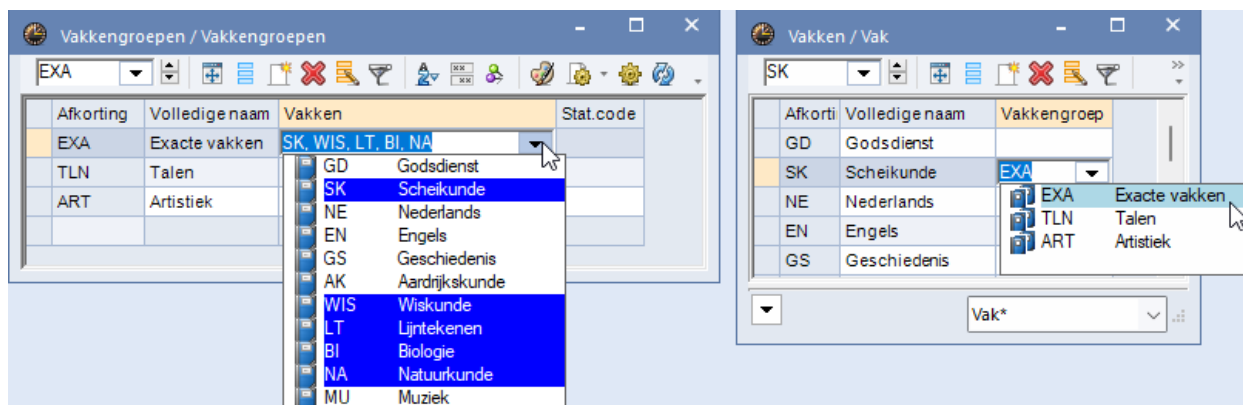 Vakkengroepen / Vakkengroepen
EXA
Afkorting Volledige naam Vakken Stat.code
EXA Exacte vakken SK, WIS, LT, BI, NA
TLN Talen
ART Artistiek
GD Godsdienst
SK Scheikunde
NE Nederlands
EN Engels
GS Geschiedenis
AK Aardrijkskunde
WIS Wiskunde
LT Lijntekenen
BI Biologie
NA Natuurkunde
MU Muziek
Vakken / Vak
SK
Afkorti Volledige naam Vakkengroep
GD Godsdienst
SK Scheikunde EXA
NE Nederlands
EN Engels
GS Geschiedenis
EXA Exacte vakken
TLN Talen
ART Artistiek
Vak*